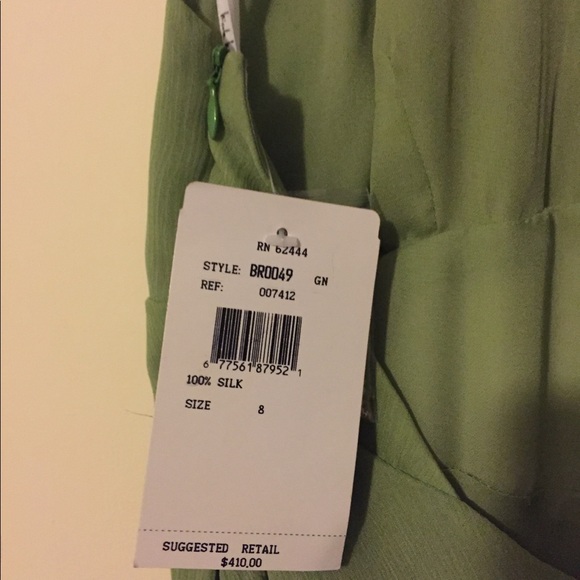 RN 62444
STYLE: BR0049 GN
REF: 007412
6 77561 87952 1
100% SILK
SIZE 8
SUGGESTED RETAIL
$410.00